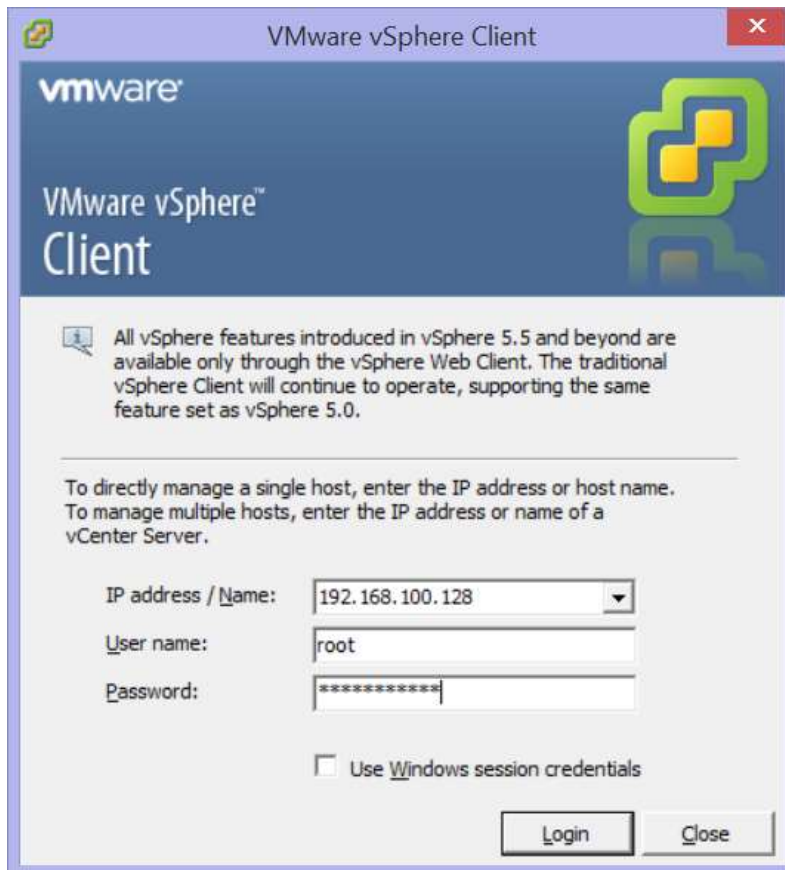 VMware vSphere Client
vmware
VMware vSphere™
Client
All vSphere features introduced in vSphere 5.5 and beyond are
available only through the vSphere Web Client. The traditional
vSphere Client will continue to operate, supporting the same
feature set as vSphere 5.0.
To directly manage a single host, enter the IP address or host name.
To manage multiple hosts, enter the IP address or name of a
vCenter Server.
IP address / Name: 192.168.100.128
User name: root
Password: ***********
Use Windows session credentials
Login Close